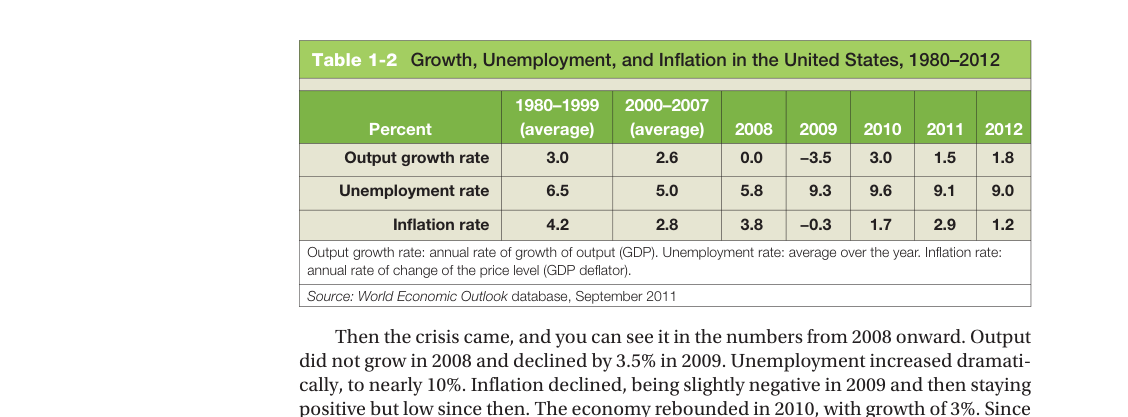 Table 1-2 Growth, Unemployment, and Inflation in the United States, 1980–2012
Percent 1980–1999 (average) 2000–2007 (average) 2008 2009 2010 2011 2012
Output growth rate 3.0 2.6 0.0 –3.5 3.0 1.5 1.8
Unemployment rate 6.5 5.0 5.8 9.3 9.6 9.1 9.0
Inflation rate 4.2 2.8 3.8 –0.3 1.7 2.9 1.2
Output growth rate: annual rate of growth of output (GDP). Unemployment rate: average over the year. Inflation rate:
annual rate of change of the price level (GDP deflator).
Source: World Economic Outlook database, September 2011
Then the crisis came, and you can see it in the numbers from 2008 onward. Output
did not grow in 2008 and declined by 3.5% in 2009. Unemployment increased dramati-
cally, to nearly 10%. Inflation declined, being slightly negative in 2009 and then staying
positive but low since then. The economy rebounded in 2010, with growth of 3%. Since